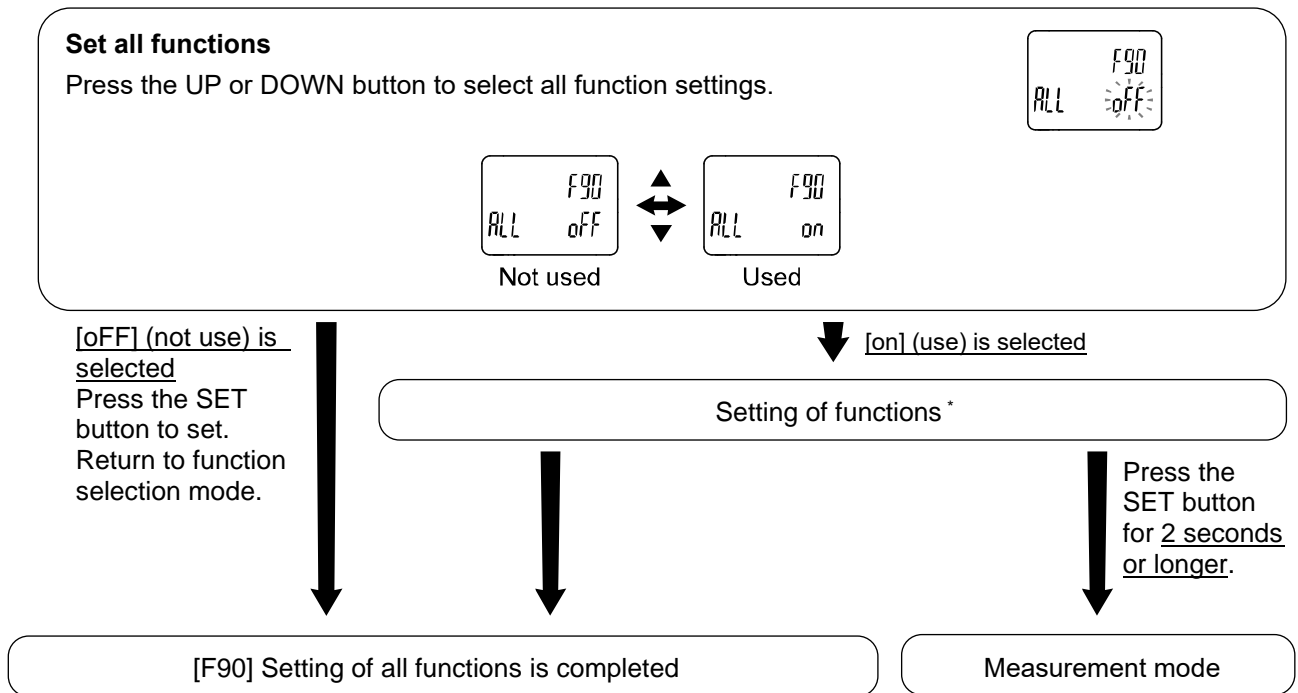 Set all functions
Press the UP or DOWN button to select all function settings.
F90
ALL oFF
F90
ALL oFF
F90
ALL on
Not used
Used
[oFF] (not use) is
selected
Press the SET
button to set.
Return to function
selection mode.
[on] (use) is selected
Setting of functions *
Press the
SET button
for 2 seconds
or longer.
[F90] Setting of all functions is completed
Measurement mode